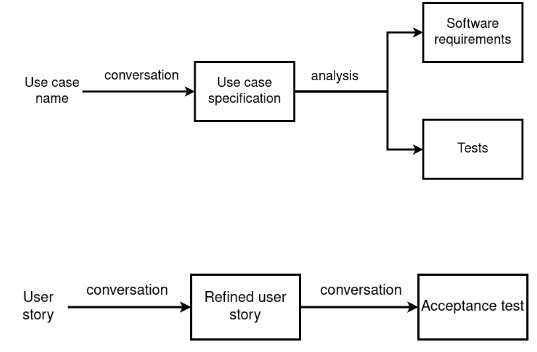 Software
requirements
conversation
analysis
Use case
name
Use case
specification
Tests
conversation
conversation
User
story
Refined user
story
Acceptance test